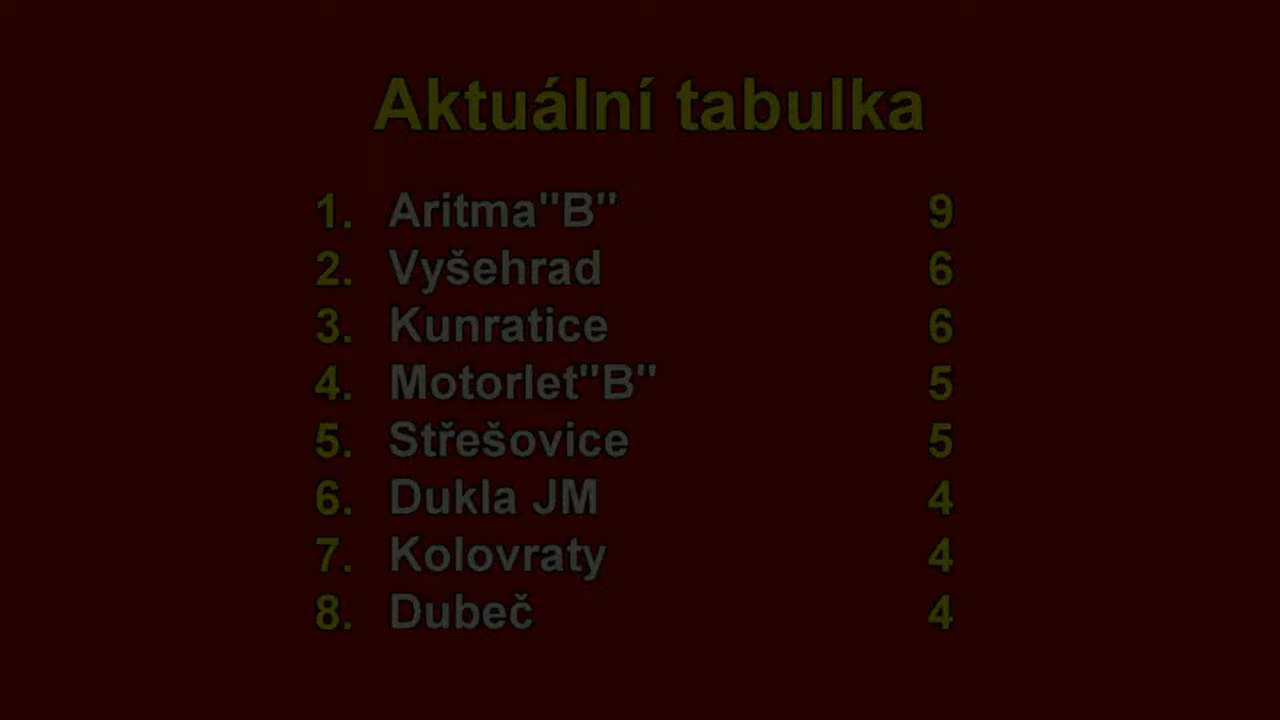 Aktuální tabulka
1. Aritma"B" 9
2. Vyšehrad 6
3. Kunratice 6
4. Motorlet"B" 5
5. Střešovice 5
6. Dukla JM 4
7. Kolovraty 4
8. Dubeč 4